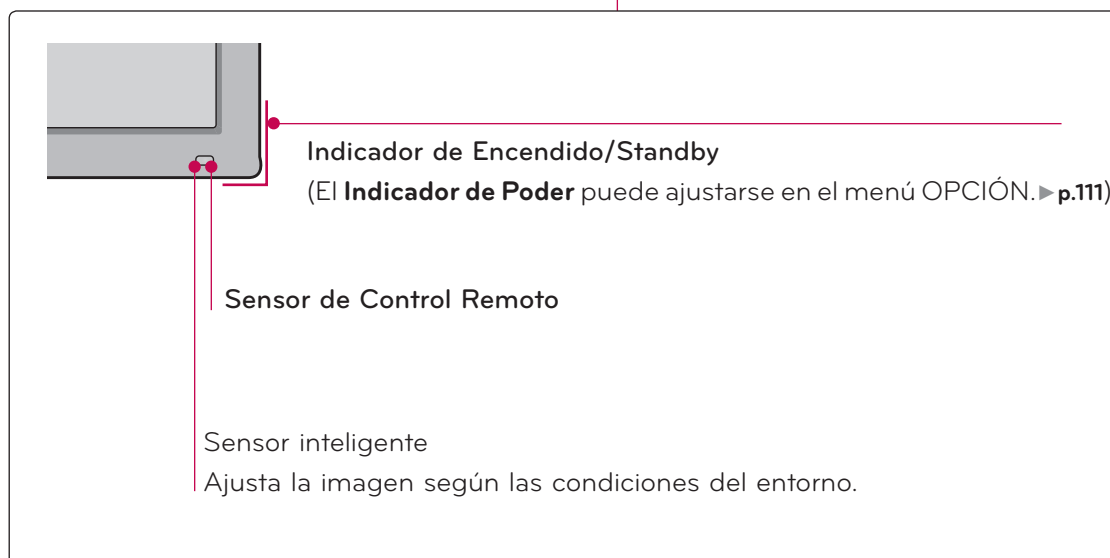 Indicador de Encendido/Standby
(El Indicador de Poder puede ajustarse en el menú OPCIÓN.►p.111)
Sensor de Control Remoto
Sensor inteligente
Ajusta la imagen según las condiciones del entorno.